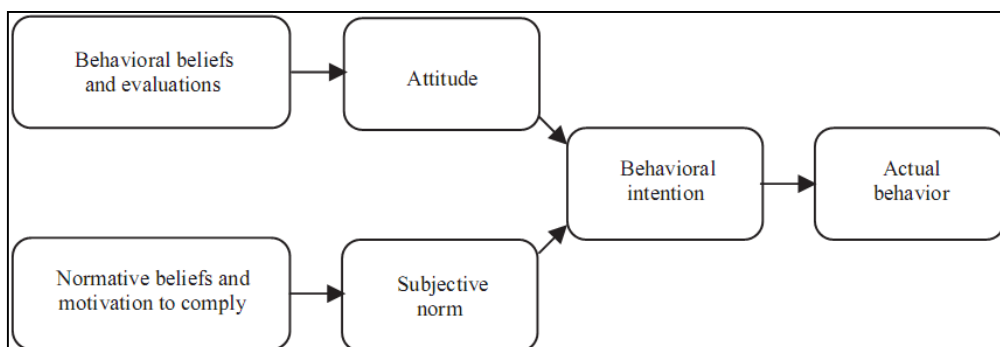 Behavioral beliefs
and evaluations
Attitude
Behavioral
intention
Actual
behavior
Normative beliefs and
motivation to comply
Subjective
norm